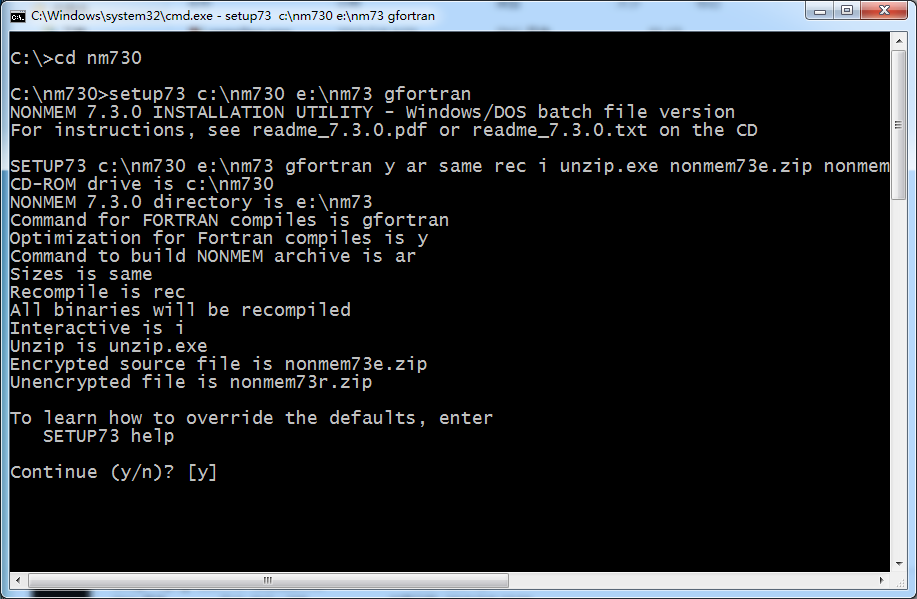 C:\Windows\system32\cmd.exe - setup73 c:\nm730 e:\nm73 gfortran
C:\>cd nm730
C:\nm730>setup73 c:\nm730 e:\nm73 gfortran
NONMEM 7.3.0 INSTALLATION UTILITY - Windows/DOS batch file version
For instructions, see readme_7.3.0.pdf or readme_7.3.0.txt on the CD
SETUP73 c:\nm730 e:\nm73 gfortran y ar same rec i unzip.exe nonmem73e.zip nonmem
CD-ROM drive is c:\nm730
NONMEM 7.3.0 directory is e:\nm73
Command for FORTRAN compiles is gfortran
Optimization for Fortran compiles is y
Command to build NONMEM archive is ar
Sizes is same
Recompile is rec
All binaries will be recompiled
Interactive is i
Unzip is unzip.exe
Encrypted source file is nonmem73e.zip
Unencrypted file is nonmem73r.zip
To learn how to override the defaults, enter
SETUP73 help
Continue (y/n)? [y]